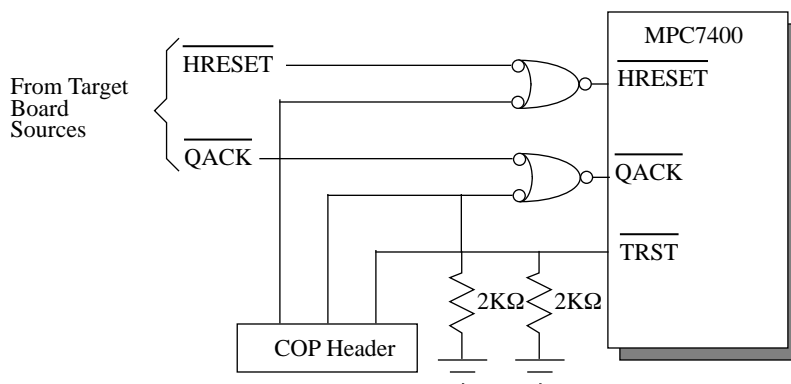 MPC7400
HRESET
HRESET
From Target
Board
Sources
QACK
QACK
TRST
2KΩ
2KΩ
COP Header